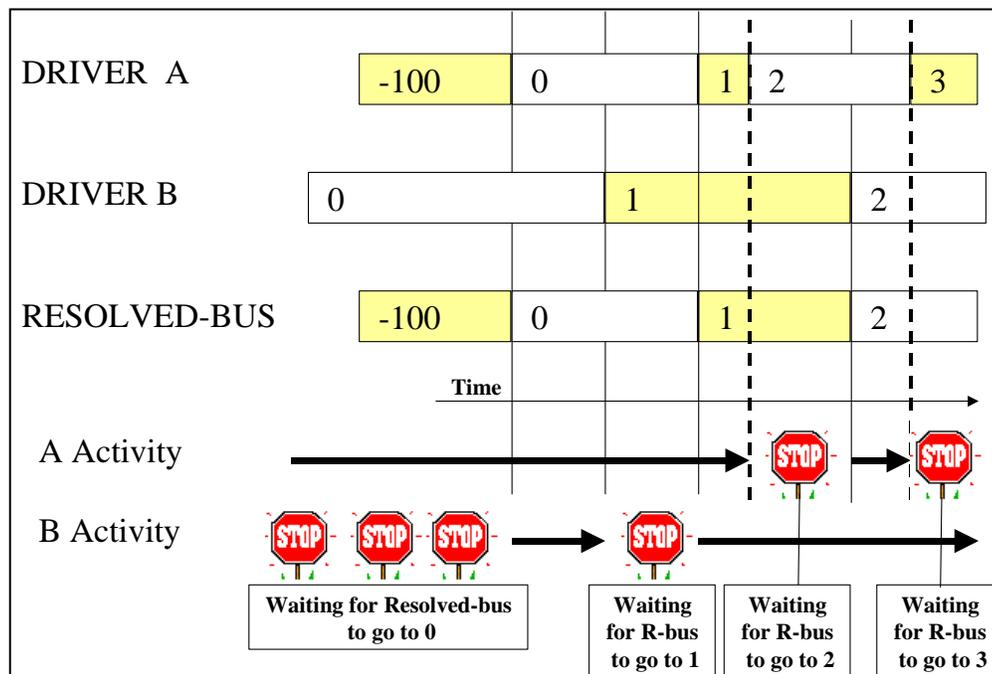 DRIVER A
-100
0
1
2
3
DRIVER B
0
1
2
RESOLVED-BUS
-100
0
1
2
Time
A Activity
STOP
STOP
B Activity
STOP
STOP
STOP
STOP
Waiting for Resolved-bus
to go to 0
Waiting
for R-bus
to go to 1
Waiting
for R-bus
to go to 2
Waiting
for R-bus
to go to 3